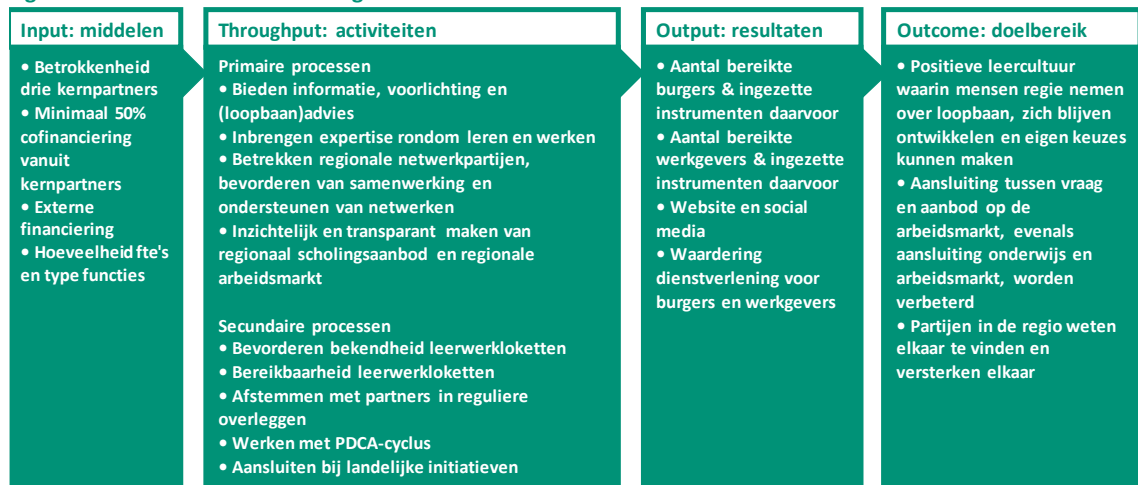 Input: middelen
• Betrokkenheid
drie kernpartners
• Minimaal 50%
cofinanciering
vanuit
kernpartners
• Externe
financiering
• Hoeveelheid fte's
en type functies
Throughput: activiteiten
Primaire processen
• Bieden informatie, voorlichting en
(loopbaan)advies
• Inbrengen expertise rondom leren en werken
• Betrekken regionale netwerkpartijen,
bevorderen van samenwerking en
ondersteunen van netwerken
• Inzichtelijk en transparant maken van
regionaal scholingsaanbod en regionale
arbeidsmarkt
Secundaire processen
• Bevorderen bekendheid leerwerkloketten
• Bereikbaarheid leerwerkloketten
• Afstemmen met partners in reguliere
overleggen
• Werken met PDCA-cyclus
• Aansluiten bij landelijke initiatieven
Output: resultaten
• Aantal bereikte
burgers & ingezette
instrumenten daarvoor
• Aantal bereikte
werkgevers & ingezette
instrumenten daarvoor
• Website en social
media
• Waardering
dienstverlening voor
burgers en werkgevers
Outcome: doelbereik
• Positieve leercultuur
waarin mensen regie nemen
over loopbaan, zich blijven
ontwikkelen en eigen keuzes
kunnen maken
• Aansluiting tussen vraag
en aanbod op de
arbeidsmarkt, evenals
aansluiting onderwijs en
arbeidsmarkt, worden
verbeterd
• Partijen in de regio weten
elkaar te vinden en
versterken elkaar